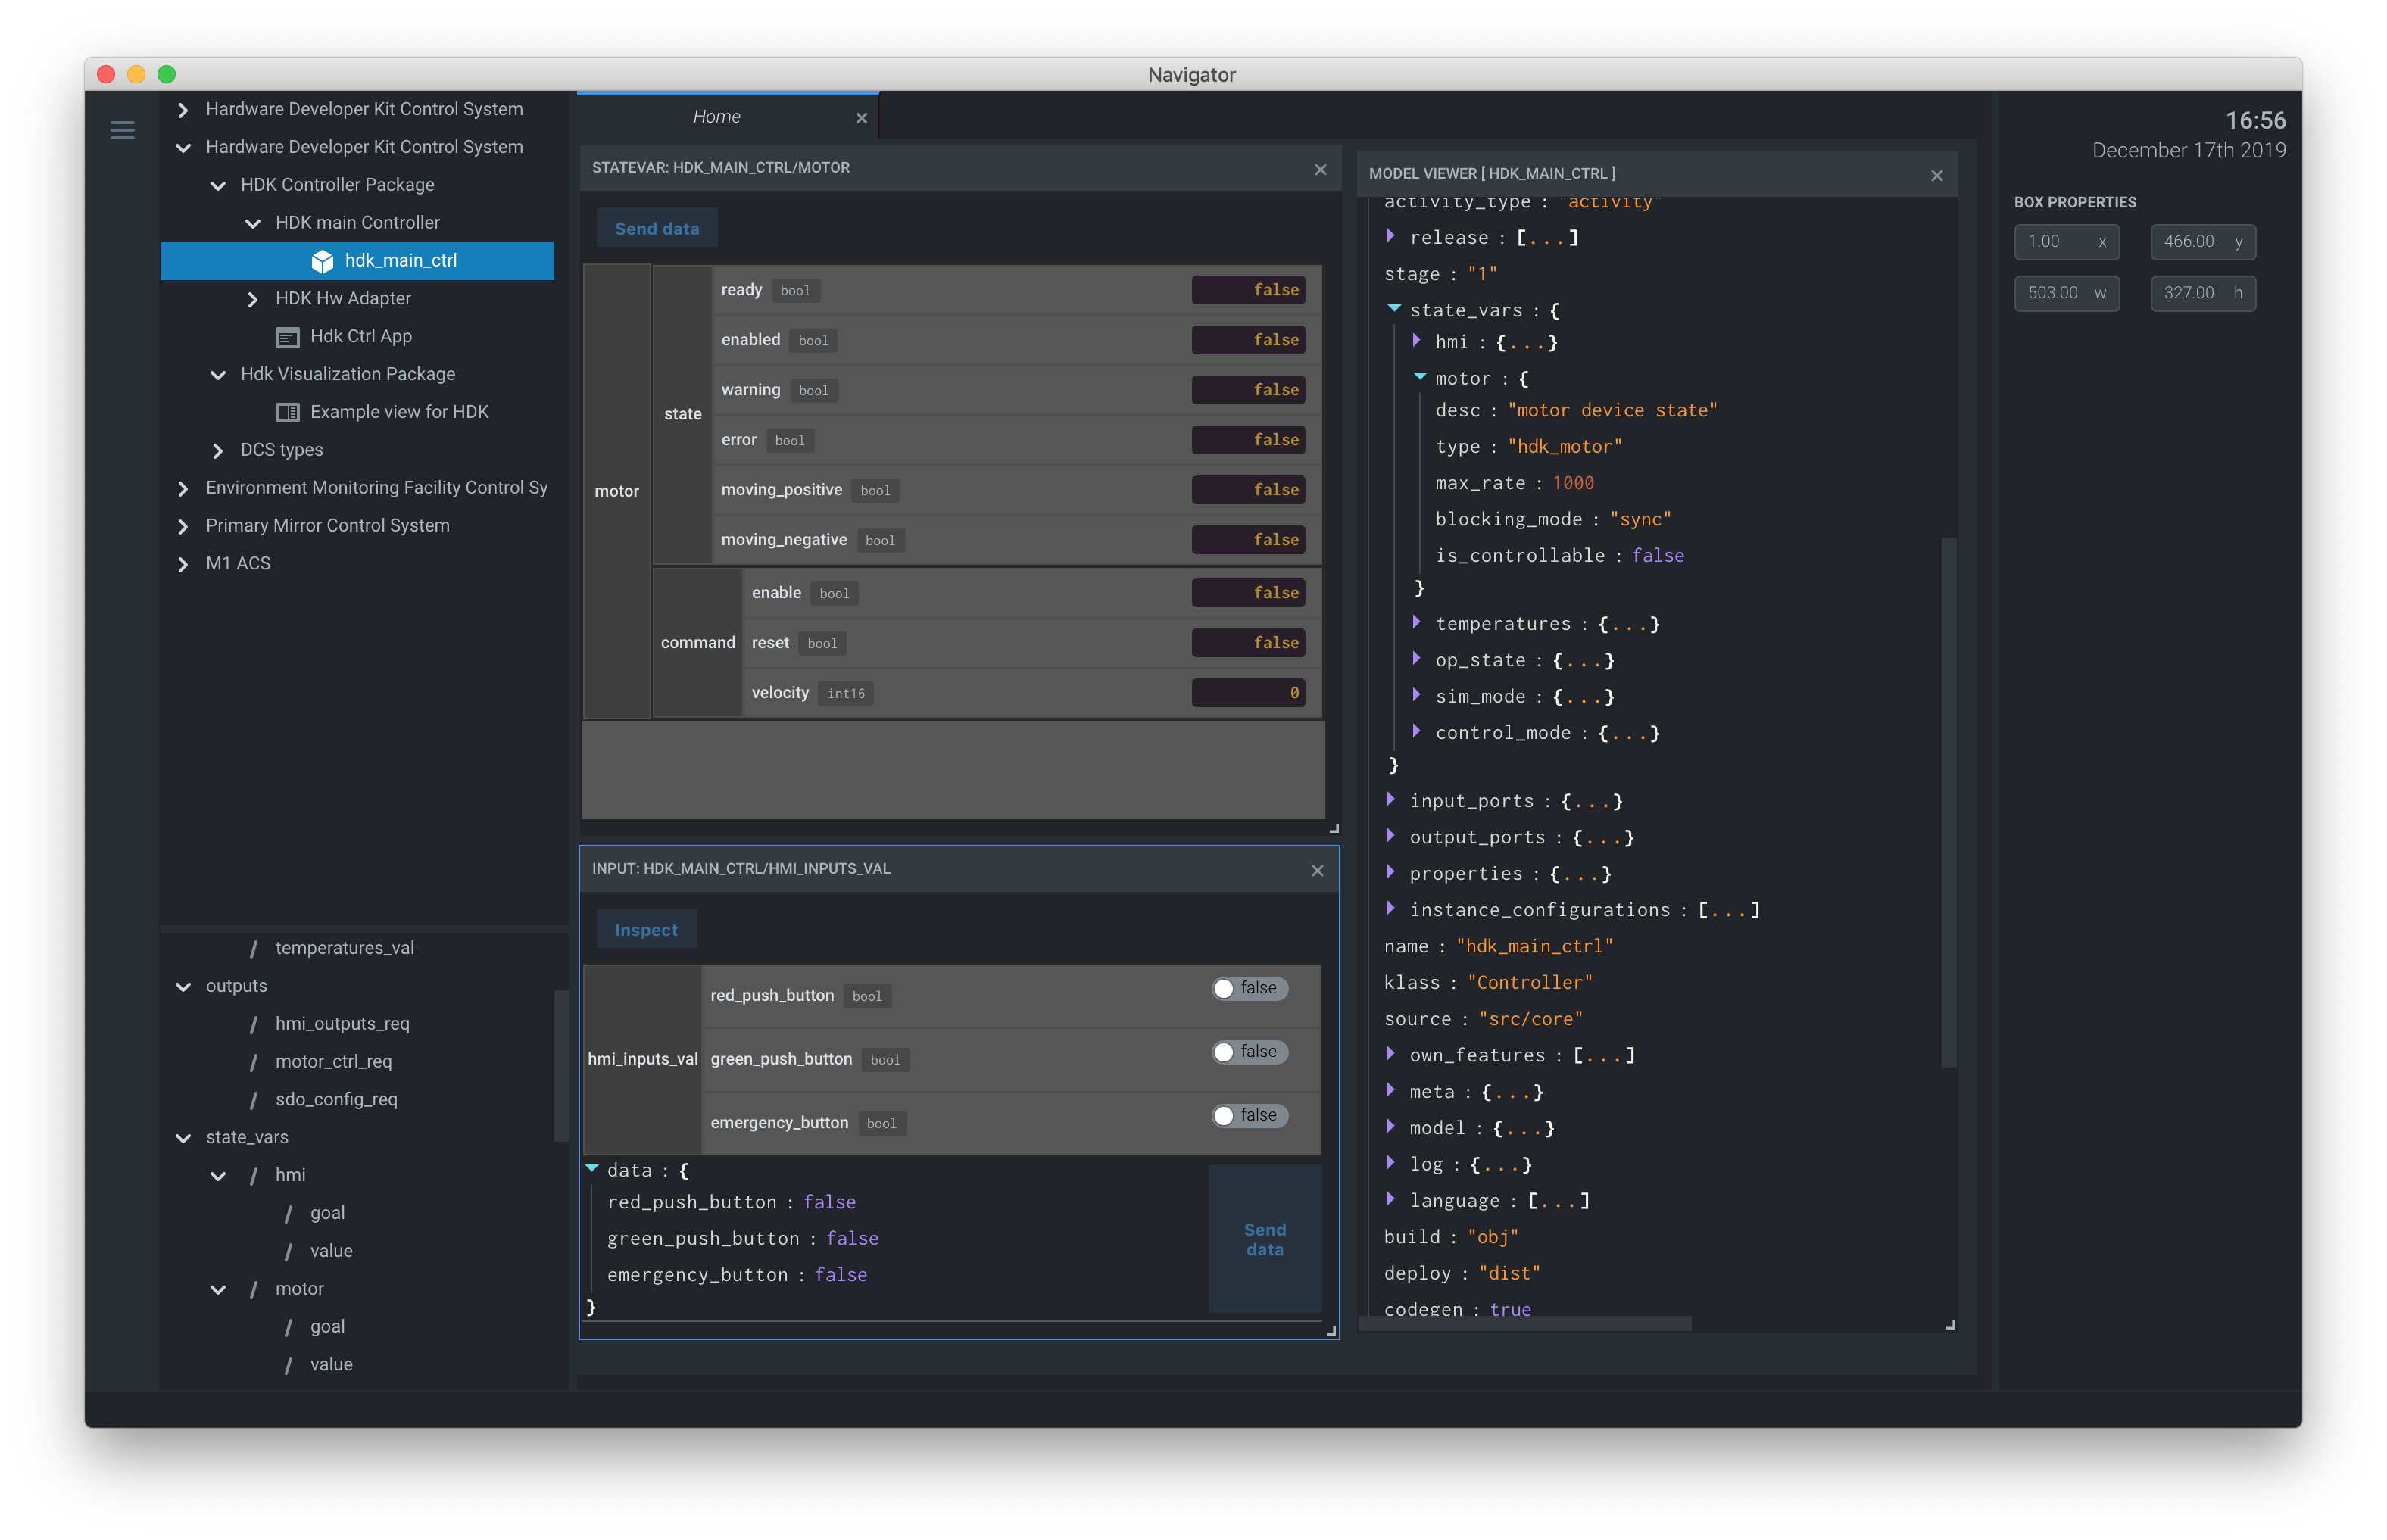 Navigator
Hardware Developer Kit Control System
Hardware Developer Kit Control System
HDK Controller Package
HDK main Controller
hdk_main_ctrl
HDK Hw Adapter
Hdk Ctrl App
Hdk Visualization Package
Example view for HDK
DCS types
Environment Monitoring Facility Control Sy
Primary Mirror Control System
M1 ACS
/ temperatures_val
outputs
/ hmi_outputs_req
/ motor_ctrl_req
/ sdo_config_req
state_vars
/ hmi
/ goal
/ value
/ motor
/ goal
/ value
Home
STATEVAR: HDK_MAIN_CTRL/MOTOR
Send data
motor
state
ready bool false
enabled bool false
warning bool false
error bool false
moving_positive bool false
moving_negative bool false
command
enable bool false
reset bool false
velocity int16 0
INPUT: HDK_MAIN_CTRL/HMI_INPUTS_VAL
Inspect
hmi_inputs_val
red_push_button bool false
green_push_button bool false
emergency_button bool false
data : {
red_push_button : false
green_push_button : false
emergency_button : false
}
Send
data
MODEL VIEWER [ HDK_MAIN_CTRL ]
activity_type : "activity"
release : [...]
stage : "1"
state_vars : {
hmi : {...}
motor : {
desc : "motor device state"
type : "hdk_motor"
max_rate : 1000
blocking_mode : "sync"
is_controllable : false
}
temperatures : {...}
op_state : {...}
sim_mode : {...}
control_mode : {...}
}
input_ports : {...}
output_ports : {...}
properties : {...}
instance_configurations : [...]
name : "hdk_main_ctrl"
klass : "Controller"
source : "src/core"
own_features : [...]
meta : {...}
model : {...}
log : {...}
language : [...]
build : "obj"
deploy : "dist"
codegen : true
16:56
December 17th 2019
BOX PROPERTIES
1.00 x 466.00 y
503.00 w 327.00 h